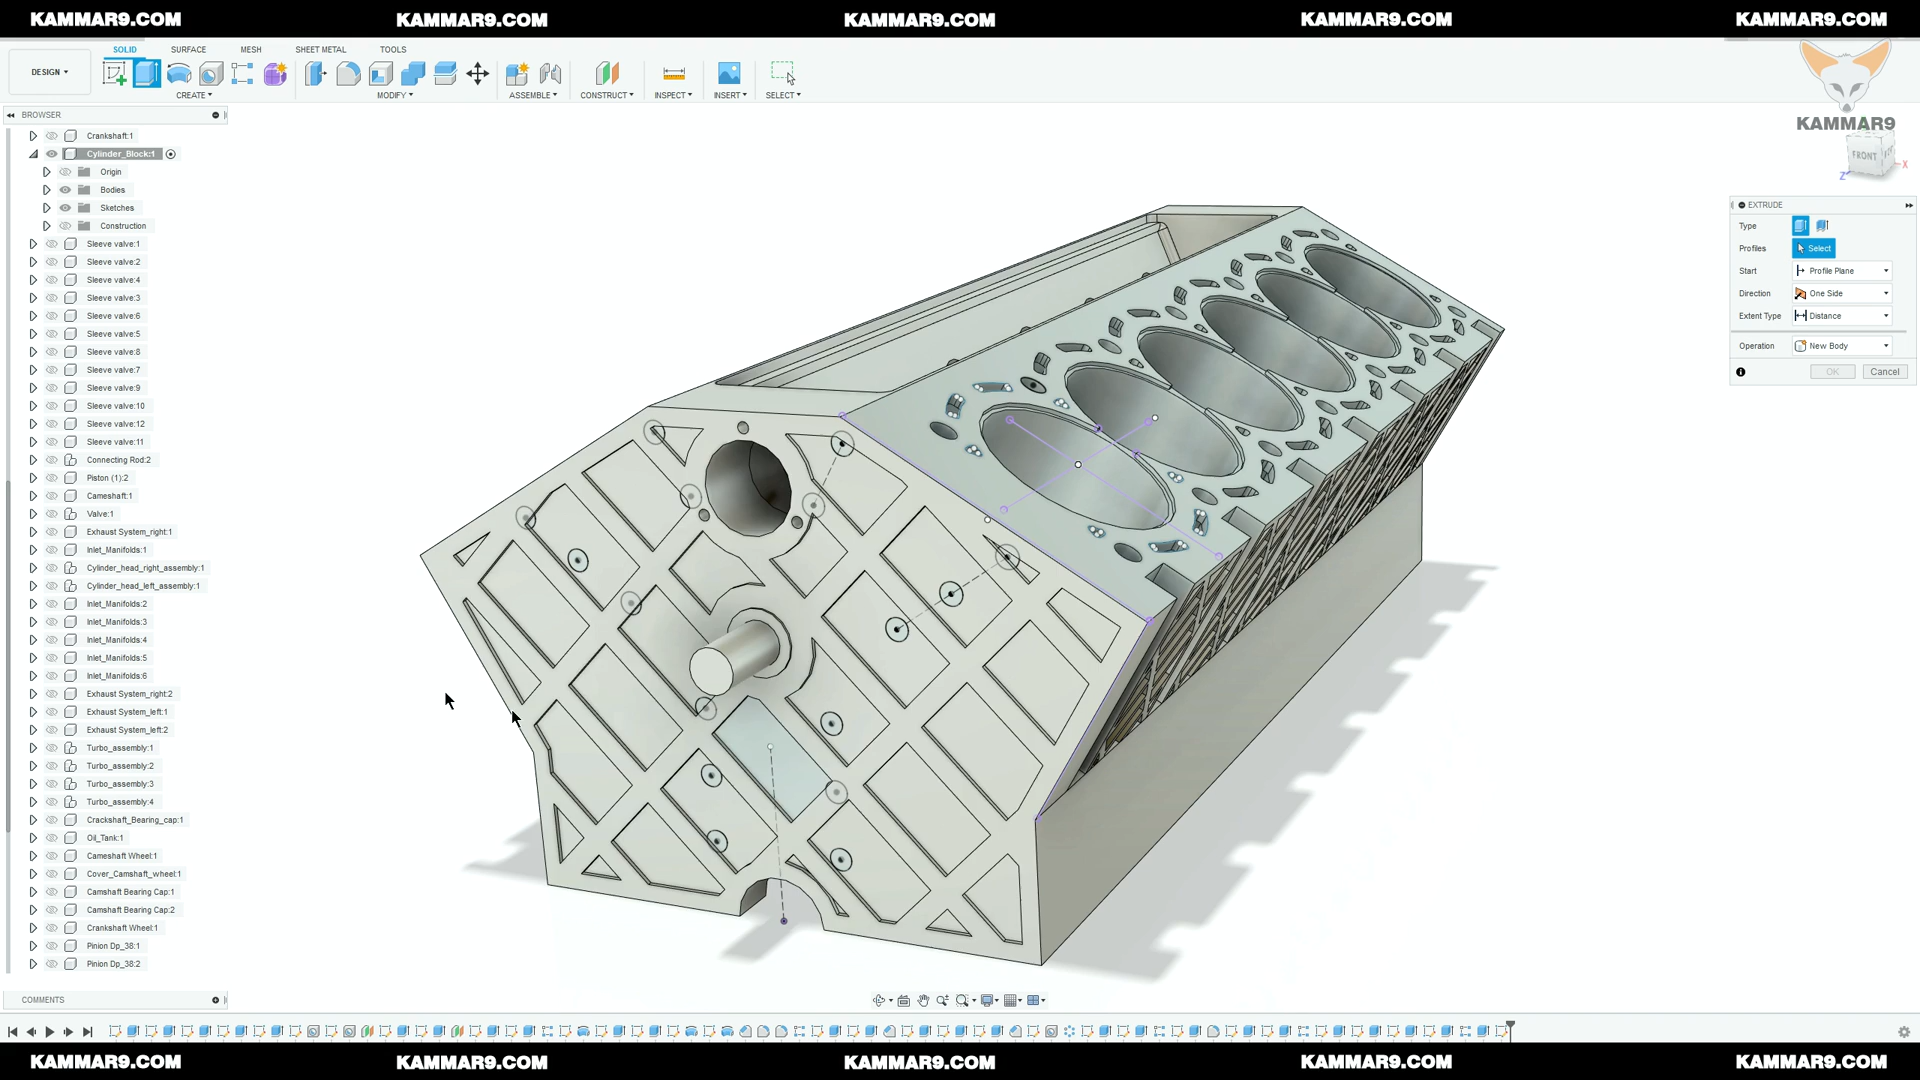 KAMMAR9.COM KAMMAR9.COM KAMMAR9.COM KAMMAR9.COM KAMMAR9.COM
SOLID SURFACE MESH SHEET METAL TOOLS
DESIGN
CREATE MODIFY ASSEMBLE CONSTRUCT INSPECT INSERT SELECT
KAMMAR9
FRONT
X
Z
BROWSER
Crankshaft:1
Cylinder_Block:1
Origin
Bodies
Sketches
Construction
Sleeve valve:1
Sleeve valve:2
Sleeve valve:4
Sleeve valve:3
Sleeve valve:6
Sleeve valve:5
Sleeve valve:8
Sleeve valve:7
Sleeve valve:9
Sleeve valve:10
Sleeve valve:12
Sleeve valve:11
Connecting Rod:2
Piston (1):2
Cameshaft:1
Valve:1
Exhaust System_right:1
Inlet_Manifolds:1
Cylinder_head_right_assembly:1
Cylinder_head_left_assembly:1
Inlet_Manifolds:2
Inlet_Manifolds:3
Inlet_Manifolds:4
Inlet_Manifolds:5
Inlet_Manifolds:6
Exhaust System_right:2
Exhaust System_left:1
Exhaust System_left:2
Turbo_assembly:1
Turbo_assembly:2
Turbo_assembly:3
Turbo_assembly:4
Crackshaft_Bearing_cap:1
Oil_Tank:1
Cameshaft Wheel:1
Cover_Camshaft_wheel:1
Camshaft Bearing Cap:1
Camshaft Bearing Cap:2
Crankshaft Wheel:1
Pinion Dp_38:1
Pinion Dp_38:2
EXTRUDE
Type
Profiles Select
Start Profile Plane
Direction One Side
Extent Type Distance
Operation New Body
OK Cancel
COMMENTS
KAMMAR9.COM KAMMAR9.COM KAMMAR9.COM KAMMAR9.COM KAMMAR9.COM